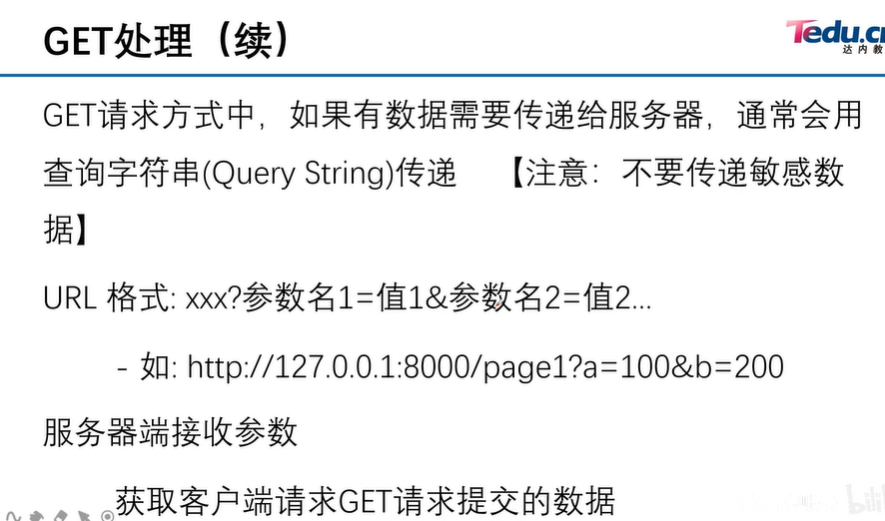 GET处理（续）
Tedu.c
达内教
GET请求方式中，如果有数据需要传递给服务器，通常会用
查询字符串(Query String)传递 【注意：不要传递敏感数
据】
URL 格式: xxx?参数名1=值1&参数名2=值2...
- 如: http://127.0.0.1:8000/page1?a=100&b=200
服务器端接收参数
获取客户端请求GET请求提交的数据